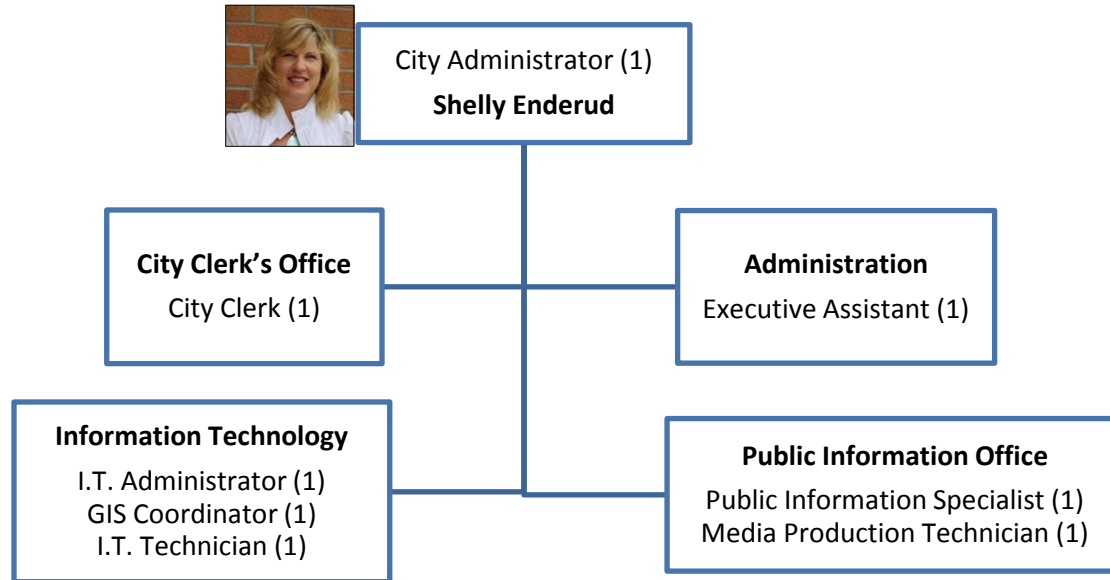 City Administrator (1)
Shelly Enderud
City Clerk’s Office
City Clerk (1)
Administration
Executive Assistant (1)
Information Technology
I.T. Administrator (1)
GIS Coordinator (1)
I.T. Technician (1)
Public Information Office
Public Information Specialist (1)
Media Production Technician (1)